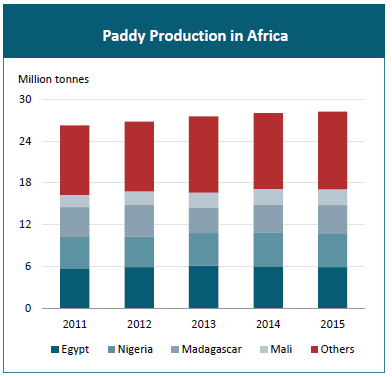 Paddy Production in Africa
Million tonnes
30
24
18
12
6
0
2011 2012 2013 2014 2015
Egypt Nigeria Madagascar Mali Others